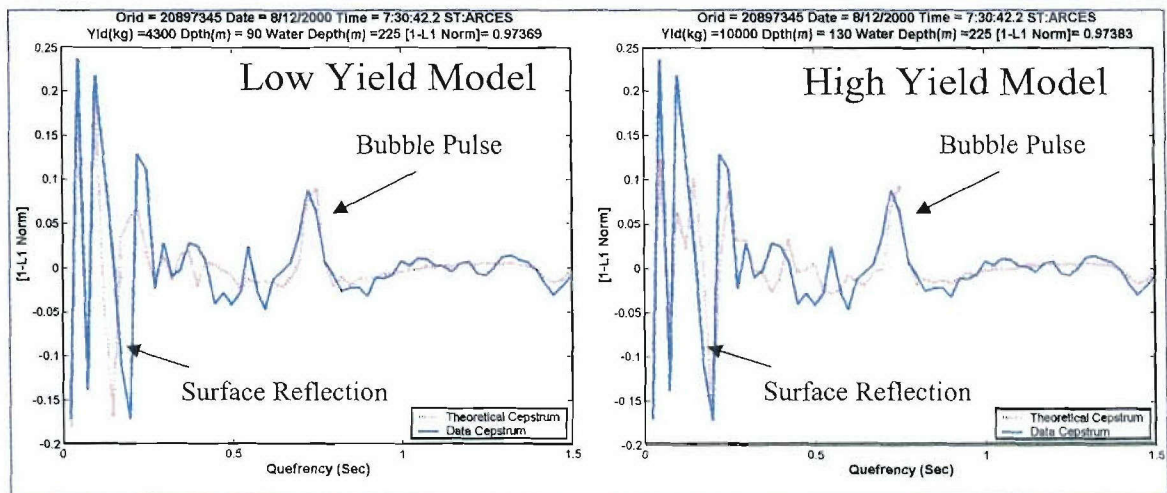 Orid = 20897345 Date = 8/12/2000 Time = 7:30:42.2 ST:ARCES
Yld(kg) =4300 Dpth(m) = 90 Water Depth(m) =225 [1-L1 Norm]= 0.97369
Low Yield Model
Bubble Pulse
Surface Reflection
[1-L1 Norm]
0.25
0.2
0.15
0.1
0.05
0
-0.05
-0.1
-0.15
-0.2
0
0.5
1
1.5
Quefrency (Sec)
Theoretical Cepstrum
Data Cepstrum
Orid = 20897345 Date = 8/12/2000 Time = 7:30:42.2 ST:ARCES
Yld(kg) =10000 Dpth(m) = 130 Water Depth(m) =225 [1-L1 Norm]= 0.97383
High Yield Model
Bubble Pulse
Surface Reflection
[1-L1 Norm]
0.25
0.2
0.15
0.1
0.05
0
-0.05
-0.1
-0.15
-0.2
0
0.5
1
1.5
Quefrency (Sec)
Theoretical Cepstrum
Data Cepstrum